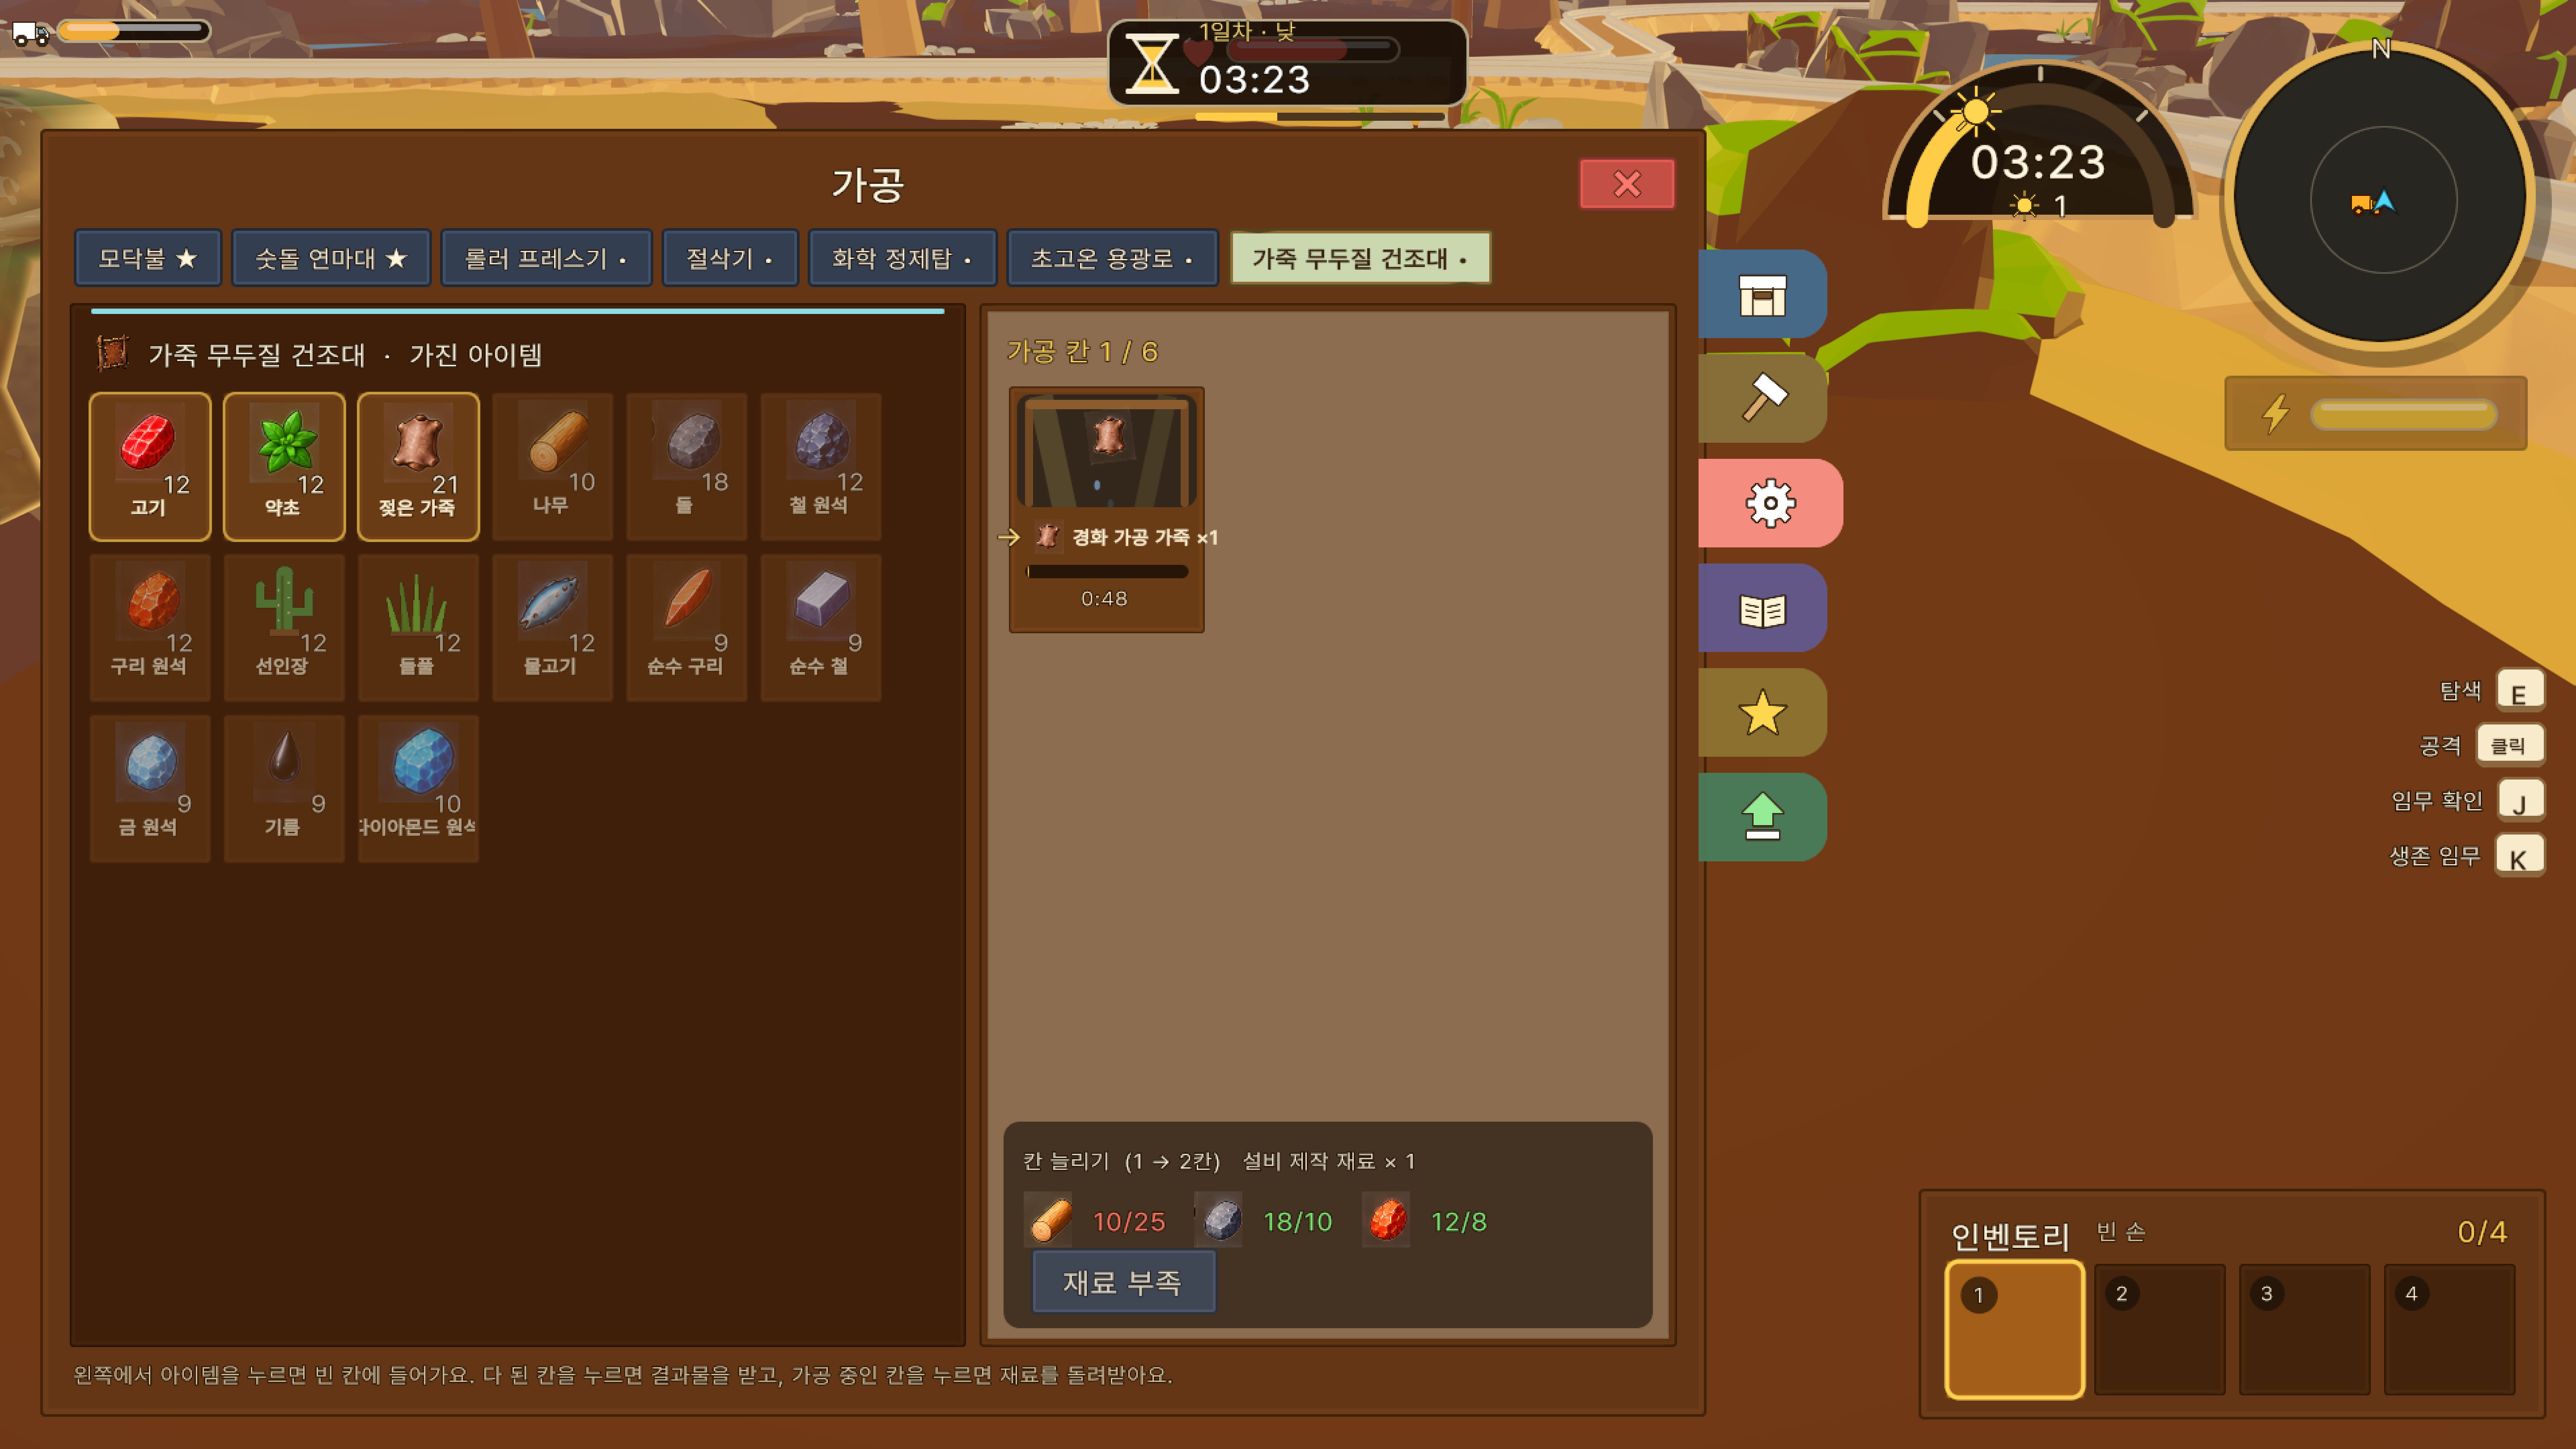 1일차 · 낮
03:23
N
03:23
1
가공
모닥불 ★
숫돌 연마대 ★
롤러 프레스기 •
절삭기 •
화학 정제탑 •
초고온 용광로 •
가죽 무두질 건조대 •
가죽 무두질 건조대 · 가진 아이템
12
고기
12
약초
21
젖은 가죽
10
나무
18
돌
12
철 원석
12
구리 원석
12
선인장
12
들풀
12
물고기
9
순수 구리
9
순수 철
9
금 원석
9
기름
10
다이아몬드 원석
가공 칸 1 / 6
→ 경화 가공 가죽 ×1
0:48
칸 늘리기 (1 → 2칸) 설비 제작 재료 × 1
10/25
18/10
12/8
재료 부족
왼쪽에서 아이템을 누르면 빈 칸에 들어가요. 다 된 칸을 누르면 결과물을 받고, 가공 중인 칸을 누르면 재료를 돌려받아요.
탐색 E
공격 클릭
임무 확인 J
생존 임무 K
인벤토리 빈 손 0/4
1
2
3
4